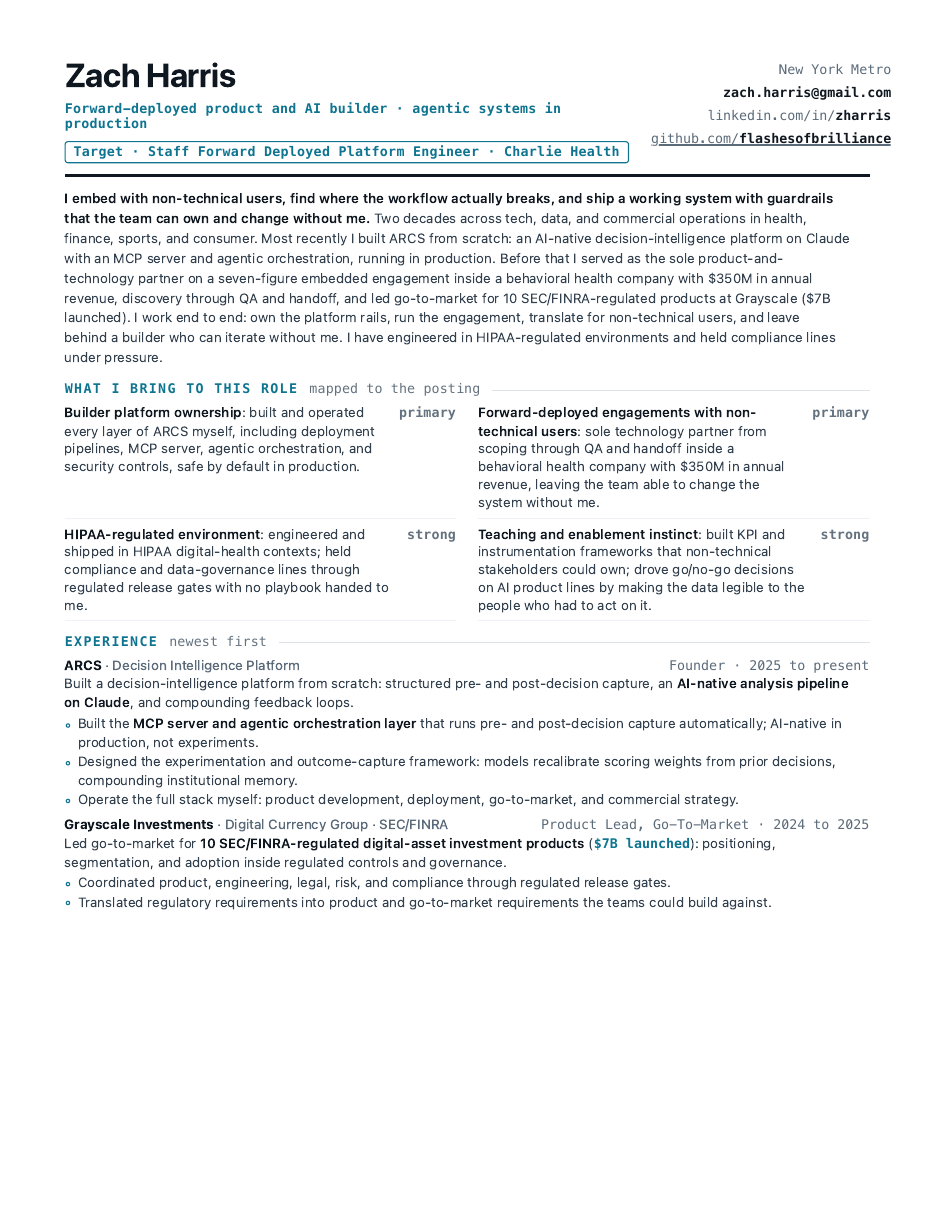 Zach Harris
New York Metro
zach.harris@gmail.com
linkedin.com/in/zharris
github.com/flashesofbrilliance
Forward-deployed product and AI builder · agentic systems in
production
Target · Staff Forward Deployed Platform Engineer · Charlie Health
I embed with non-technical users, find where the workflow actually breaks, and ship a working system with guardrails
that the team can own and change without me. Two decades across tech, data, and commercial operations in health,
finance, sports, and consumer. Most recently I built ARCS from scratch: an AI-native decision-intelligence platform on Claude
with an MCP server and agentic orchestration, running in production. Before that I served as the sole product-and-
technology partner on a seven-figure embedded engagement inside a behavioral health company with $350M in annual
revenue, discovery through QA and handoff, and led go-to-market for 10 SEC/FINRA-regulated products at Grayscale ($7B
launched). I work end to end: own the platform rails, run the engagement, translate for non-technical users, and leave
behind a builder who can iterate without me. I have engineered in HIPAA-regulated environments and held compliance lines
under pressure.
WHAT I BRING TO THIS ROLE mapped to the posting
Builder platform ownership: built and operated primary
every layer of ARCS myself, including deployment
pipelines, MCP server, agentic orchestration, and
security controls, safe by default in production.
Forward-deployed engagements with non- primary
technical users: sole technology partner from
scoping through QA and handoff inside a
behavioral health company with $350M in annual
revenue, leaving the team able to change the
system without me.
HIPAA-regulated environment: engineered and strong
shipped in HIPAA digital-health contexts; held
compliance and data-governance lines through
regulated release gates with no playbook handed to
me.
Teaching and enablement instinct: built KPI and strong
instrumentation frameworks that non-technical
stakeholders could own; drove go/no-go decisions
on AI product lines by making the data legible to the
people who had to act on it.
EXPERIENCE newest first
ARCS · Decision Intelligence Platform Founder · 2025 to present
Built a decision-intelligence platform from scratch: structured pre- and post-decision capture, an AI-native analysis pipeline
on Claude, and compounding feedback loops.
Built the MCP server and agentic orchestration layer that runs pre- and post-decision capture automatically; AI-native in
production, not experiments.
Designed the experimentation and outcome-capture framework: models recalibrate scoring weights from prior decisions,
compounding institutional memory.
Operate the full stack myself: product development, deployment, go-to-market, and commercial strategy.
Grayscale Investments · Digital Currency Group · SEC/FINRA Product Lead, Go-To-Market · 2024 to 2025
Led go-to-market for 10 SEC/FINRA-regulated digital-asset investment products ($7B launched): positioning,
segmentation, and adoption inside regulated controls and governance.
Coordinated product, engineering, legal, risk, and compliance through regulated release gates.
Translated regulatory requirements into product and go-to-market requirements the teams could build against.